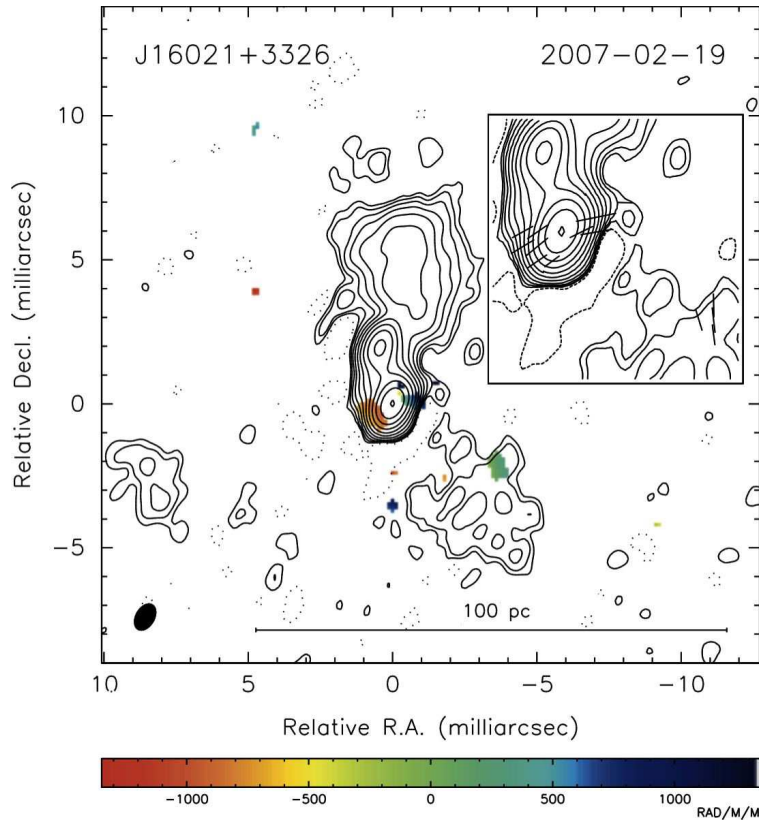 J16021+3326 2007-02-19
10
5
0
-5
Relative Decl. (milliarcsec)
100 pc
10 5 0 -5 -10
Relative R.A. (milliarcsec)
-1000 -500 0 500 1000
RAD/M/M